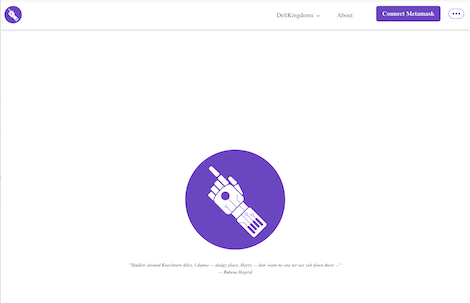 DefiKingdoms
About
Connect Metamask
"Skulkin' around Knockturn Alley, I dunno — dodgy place, Harry — don' want no one ter see yeh down there —"
— Rubeus Hagrid